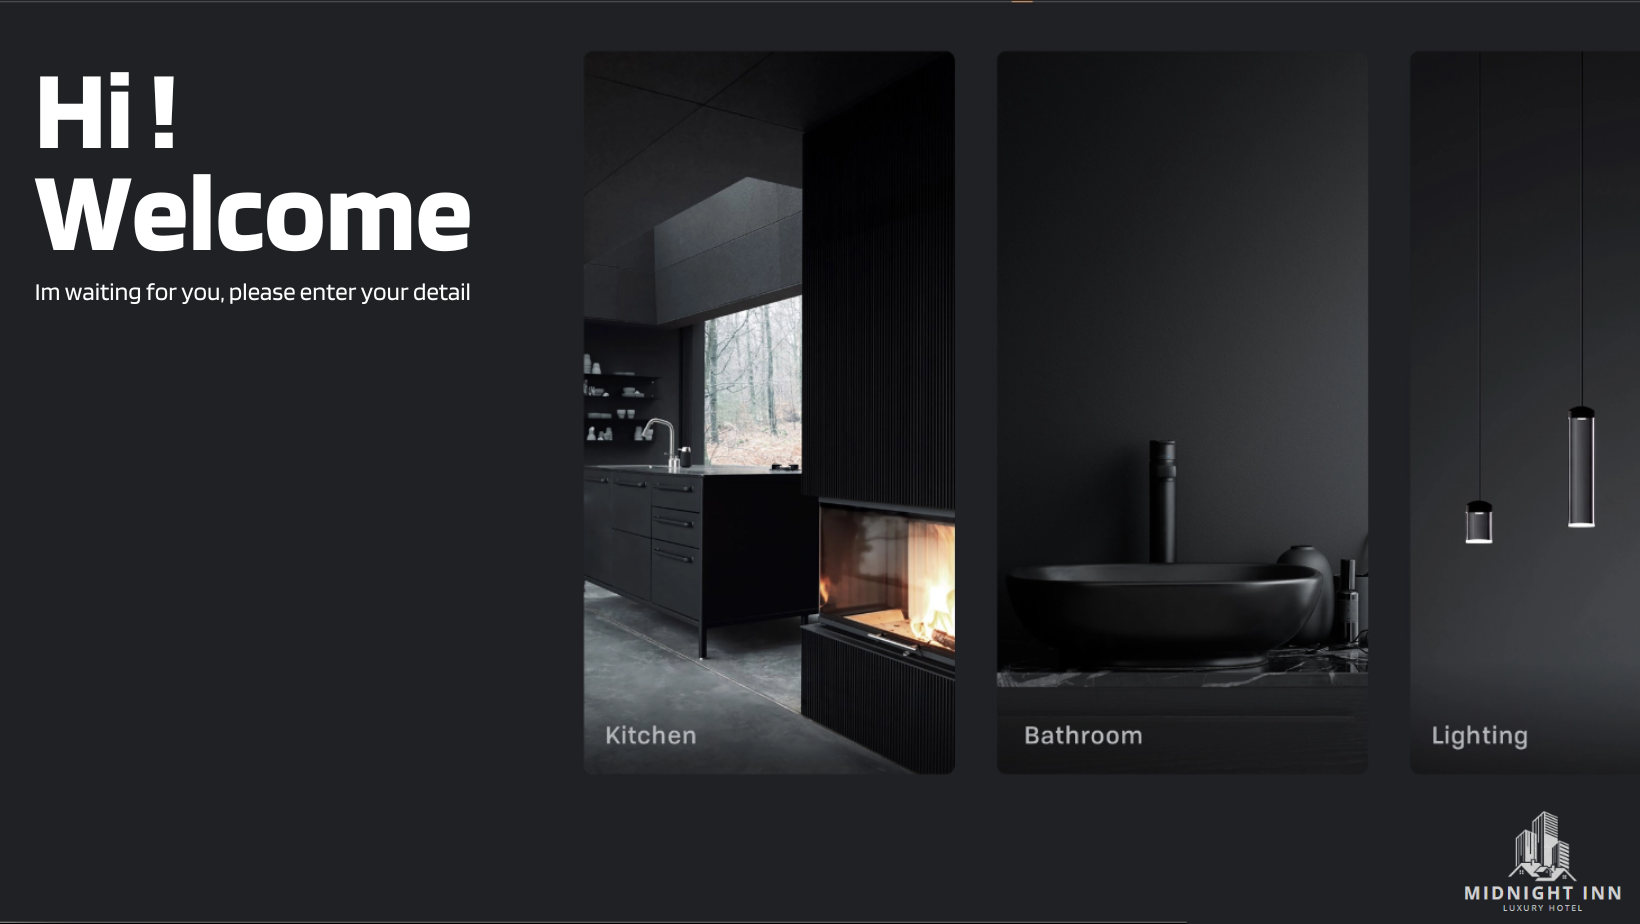 Hi !
Welcome
Im waiting for you, please enter your detail
Kitchen
Bathroom
Lighting
MIDNIGHT INN
LUXURY HOTEL